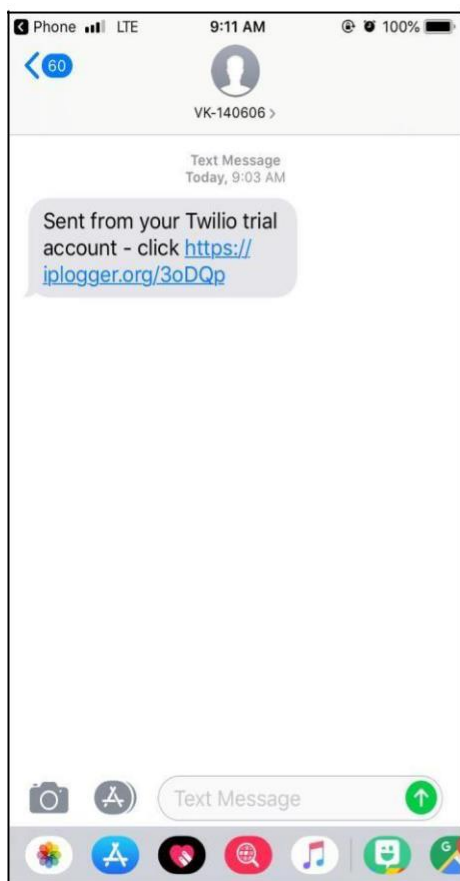 Phone LTE 9:11 AM 100%
60
VK-140606 >
Text Message
Today, 9:03 AM
Sent from your Twilio trial
account - click https://
iplogger.org/3oDQp
Text Message
G